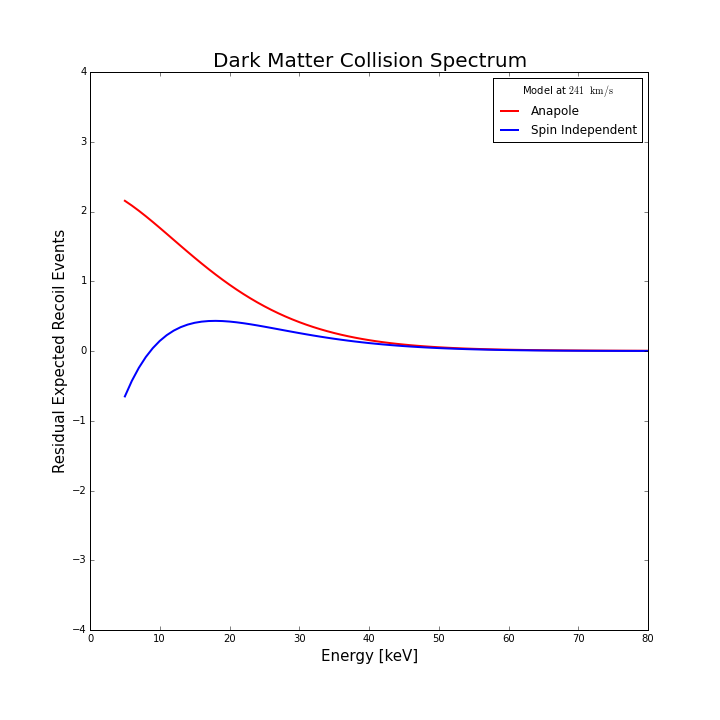 Dark Matter Collision Spectrum
Model at 241 km/s
Anapole
Spin Independent
Residual Expected Recoil Events
4
3
2
1
0
−1
−2
−3
−4
0 10 20 30 40 50 60 70 80
Energy [keV]